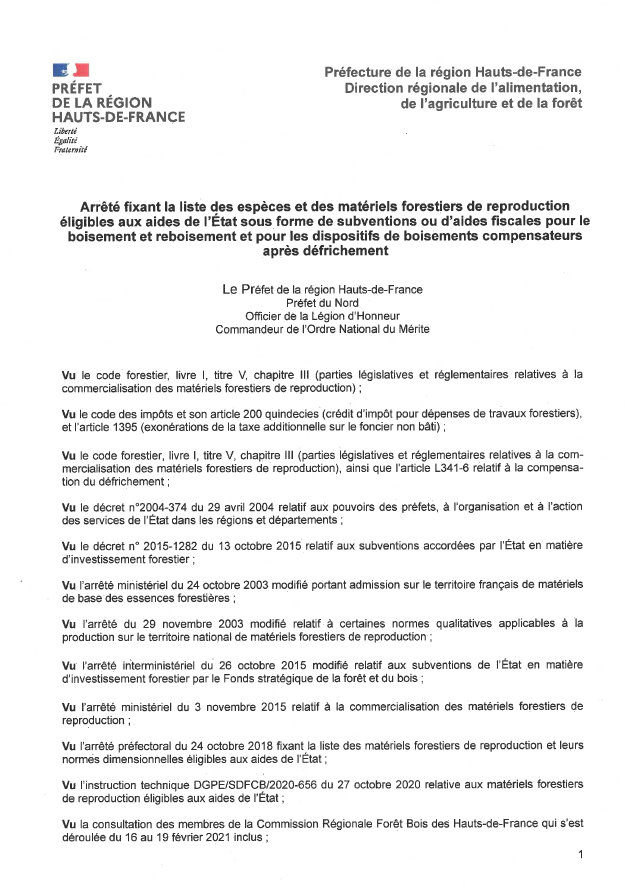 PRÉFET
DE LA RÉGION
HAUTS-DE-FRANCE
Liberté
Égalité
Fraternité
Préfecture de la région Hauts-de-France
Direction régionale de l'alimentation,
de l'agriculture et de la forêt
Arrêté fixant la liste des espèces et des matériels forestiers de reproduction
éligibles aux aides de l'État sous forme de subventions ou d'aides fiscales pour le
boisement et reboisement et pour les dispositifs de boisements compensateurs
après défrichement
Le Préfet de la région Hauts-de-France
Préfet du Nord
Officier de la Légion d'Honneur
Commandeur de l'Ordre National du Mérite
Vu le code forestier, livre I, titre V, chapitre III (parties législatives et réglementaires relatives à la
commercialisation des matériels forestiers de reproduction) ;
Vu le code des impôts et son article 200 quindecies (crédit d'impôt pour dépenses de travaux forestiers),
et l'article 1395 (exonérations de la taxe additionnelle sur le foncier non bâti) ;
Vu le code forestier, livre I, titre V, chapitre III (parties législatives et réglementaires relatives à la com-
mercialisation des matériels forestiers de reproduction), ainsi que l'article L341-6 relatif à la compensa-
tion du défrichement ;
Vu le décret n°2004-374 du 29 avril 2004 relatif aux pouvoirs des préfets, à l'organisation et à l'action
des services de l'État dans les régions et départements ;
Vu le décret n° 2015-1282 du 13 octobre 2015 relatif aux subventions accordées par l'État en matière
d'investissement forestier ;
Vu l'arrêté ministériel du 24 octobre 2003 modifié portant admission sur le territoire français de matériels
de base des essences forestières ;
Vu l'arrêté du 29 novembre 2003 modifié relatif à certaines normes qualitatives applicables à la
production sur le territoire national de matériels forestiers de reproduction ;
Vu l'arrêté interministériel du 26 octobre 2015 modifié relatif aux subventions de l'État en matière
d'investissement forestier par le Fonds stratégique de la forêt et du bois ;
Vu l'arrêté ministériel du 3 novembre 2015 relatif à la commercialisation des matériels forestiers de
reproduction ;
Vu l'arrêté préfectoral du 24 octobre 2018 fixant la liste des matériels forestiers de reproduction et leurs
normes dimensionnelles éligibles aux aides de l'État ;
Vu l'instruction technique DGPE/SDFCB/2020-656 du 27 octobre 2020 relative aux matériels forestiers
de reproduction éligibles aux aides de l'État ;
Vu la consultation des membres de la Commission Régionale Forêt Bois des Hauts-de-France qui s'est
déroulée du 16 au 19 février 2021 inclus ;
1